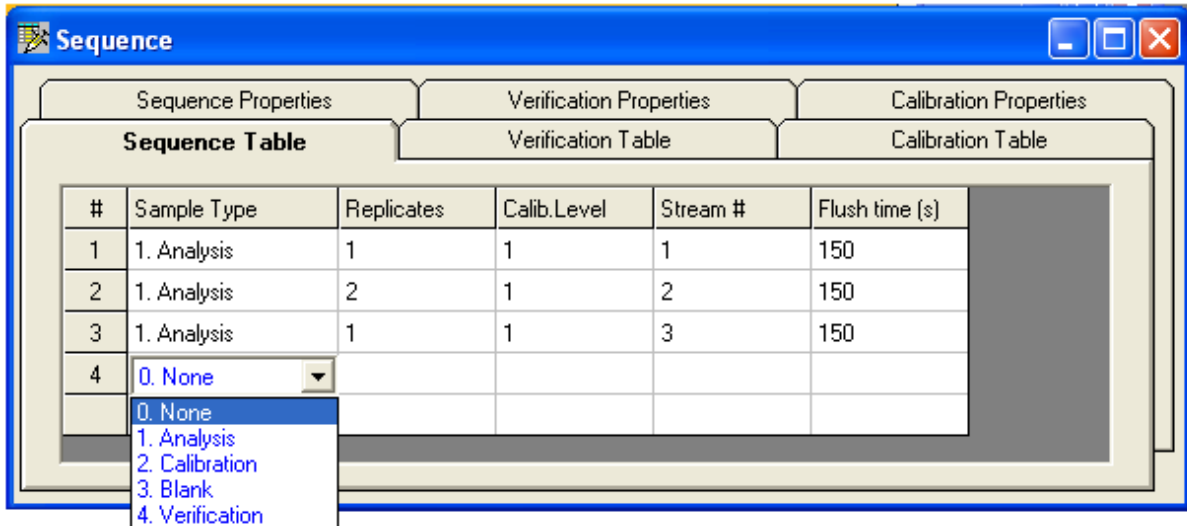 Sequence
Sequence Properties Verification Properties Calibration Properties
Sequence Table Verification Table Calibration Table
# Sample Type Replicates Calib.Level Stream # Flush time (s)
1 1. Analysis 1 1 1 150
2 1. Analysis 2 1 2 150
3 1. Analysis 1 1 3 150
4 0. None
0. None
1. Analysis
2. Calibration
3. Blank
4. Verification